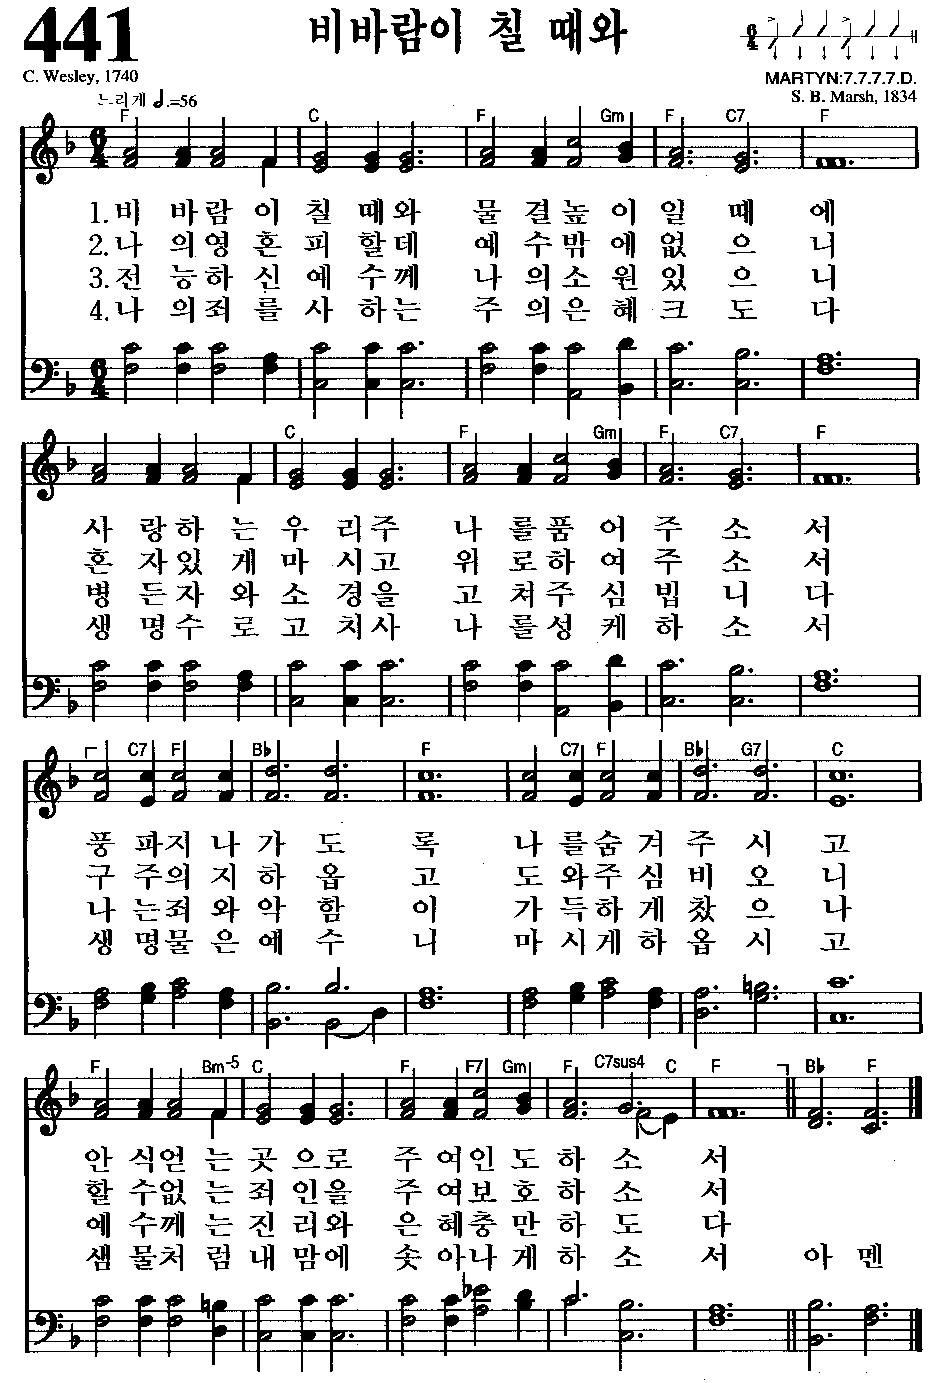 441 비바람이 칠 때와
C. Wesley, 1740 MARTYN:7.7.7.7.D.
느리게 𝅗𝅥.=56 S. B. Marsh, 1834
F C F Gm F C7 F
6/4
1.비 바람이 칠 때와 물 결높이일 때 에
2.나 의영혼피 할데 예 수밖에없 으 니
3.전 능하신예 수께 나 의소원있 으 니
4.나 의죄를사 하는 주 의은혜크 도 다
6/4
C F Gm F C7 F
사 랑하 는 우 리주 나 를품 어 주 소 서
혼 자있 게 마 시고 위 로하 여 주 소 서
병 든자 와 소 경을 고 쳐주 심 빕 니 다
생 명수 로 고 치사 나 를성 케 하 소 서
C7 F B♭ F C7 F B♭ G7 C
풍 파지 나 가 도 록 나 를숨 겨 주 시 고
구 주의 지 하 옵 고 도 와주 심 비 오 니
나 는죄 와 악 함 이 가 득하 게 찼 으 나
생 명물 은 예 수 니 마 시게 하 옵 시 고
F Bm-5 C F F7 Gm F C7sus4 C F B♭ F
안 식얻 는 곳 으로 주 여인 도 하 소 서
할 수없 는 죄 인을 주 여보 호 하 소 서
예 수께 는 진 리와 은 혜충 만 하 도 다
샘 물처 럼 내 맘에 솟 아나 게 하 소 서 아 멘